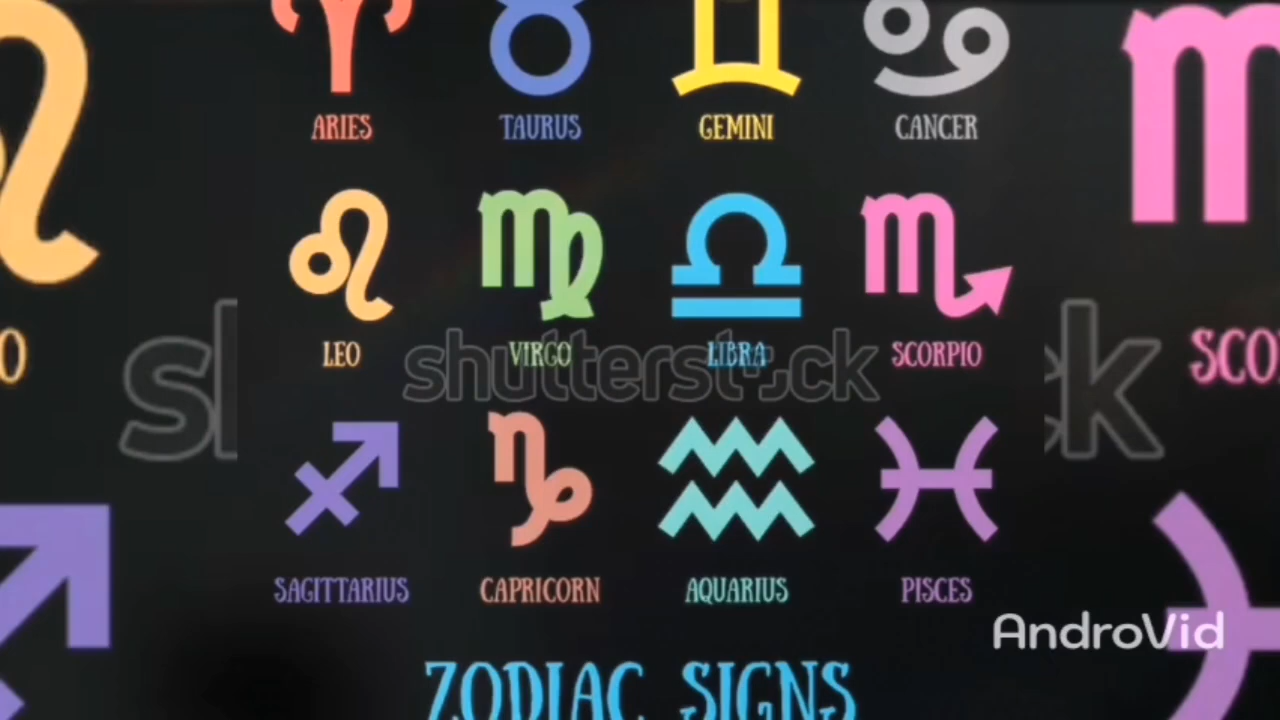 ARIES TAURUS GEMINI CANCER
LEO VIRGO LIBRA SCORPIO
shutterstock
SAGITTARIUS CAPRICORN AQUARIUS PISCES
AndroVid
ZODIAC SIGNS